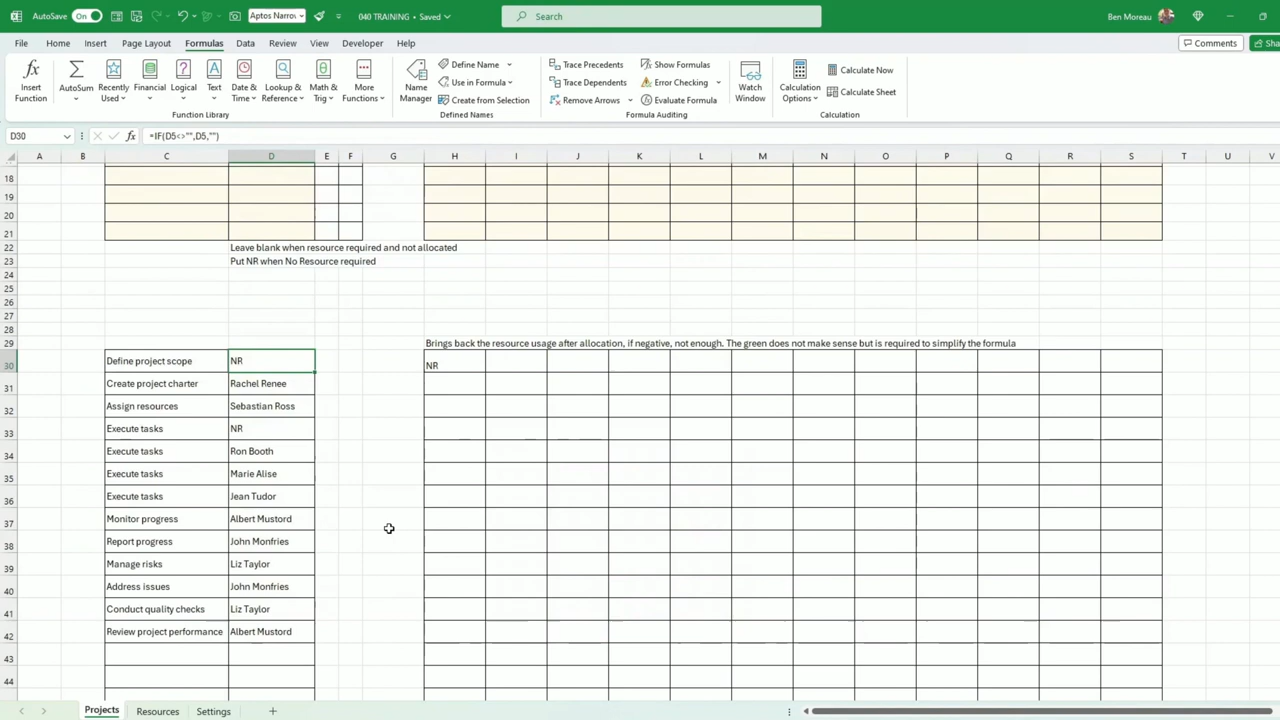 AutoSave On Aptos Narrov 040 TRAINING • Saved Search Ben Moreau
File Home Insert Page Layout Formulas Data Review View Developer Help Comments Sha
Insert Function AutoSum Recently Used Financial Logical Text Date & Time Lookup & Reference Math & Trig More Functions Name Manager Define Name Use in Formula Create from Selection Trace Precedents Trace Dependents Remove Arrows Show Formulas Error Checking Evaluate Formula Watch Window Calculation Options Calculate Now Calculate Sheet
Function Library Defined Names Formula Auditing Calculation
D30 fx =IF(D5<>"",D5,"")
A B C D E F G H I J K L M N O P Q R S T U V
18
19
20
21
22 Leave blank when resource required and not allocated
23 Put NR when No Resource required
24
25
26
27
28
29 Brings back the resource usage after allocation, if negative, not enough. The green does not make sense but is required to simplify the formula
30 Define project scope NR NR
31 Create project charter Rachel Renee
32 Assign resources Sebastian Ross
33 Execute tasks NR
34 Execute tasks Ron Booth
35 Execute tasks Marie Alise
36 Execute tasks Jean Tudor
37 Monitor progress Albert Mustord
38 Report progress John Monfries
39 Manage risks Liz Taylor
40 Address issues John Monfries
41 Conduct quality checks Liz Taylor
42 Review project performance Albert Mustord
43
44
Projects Resources Settings